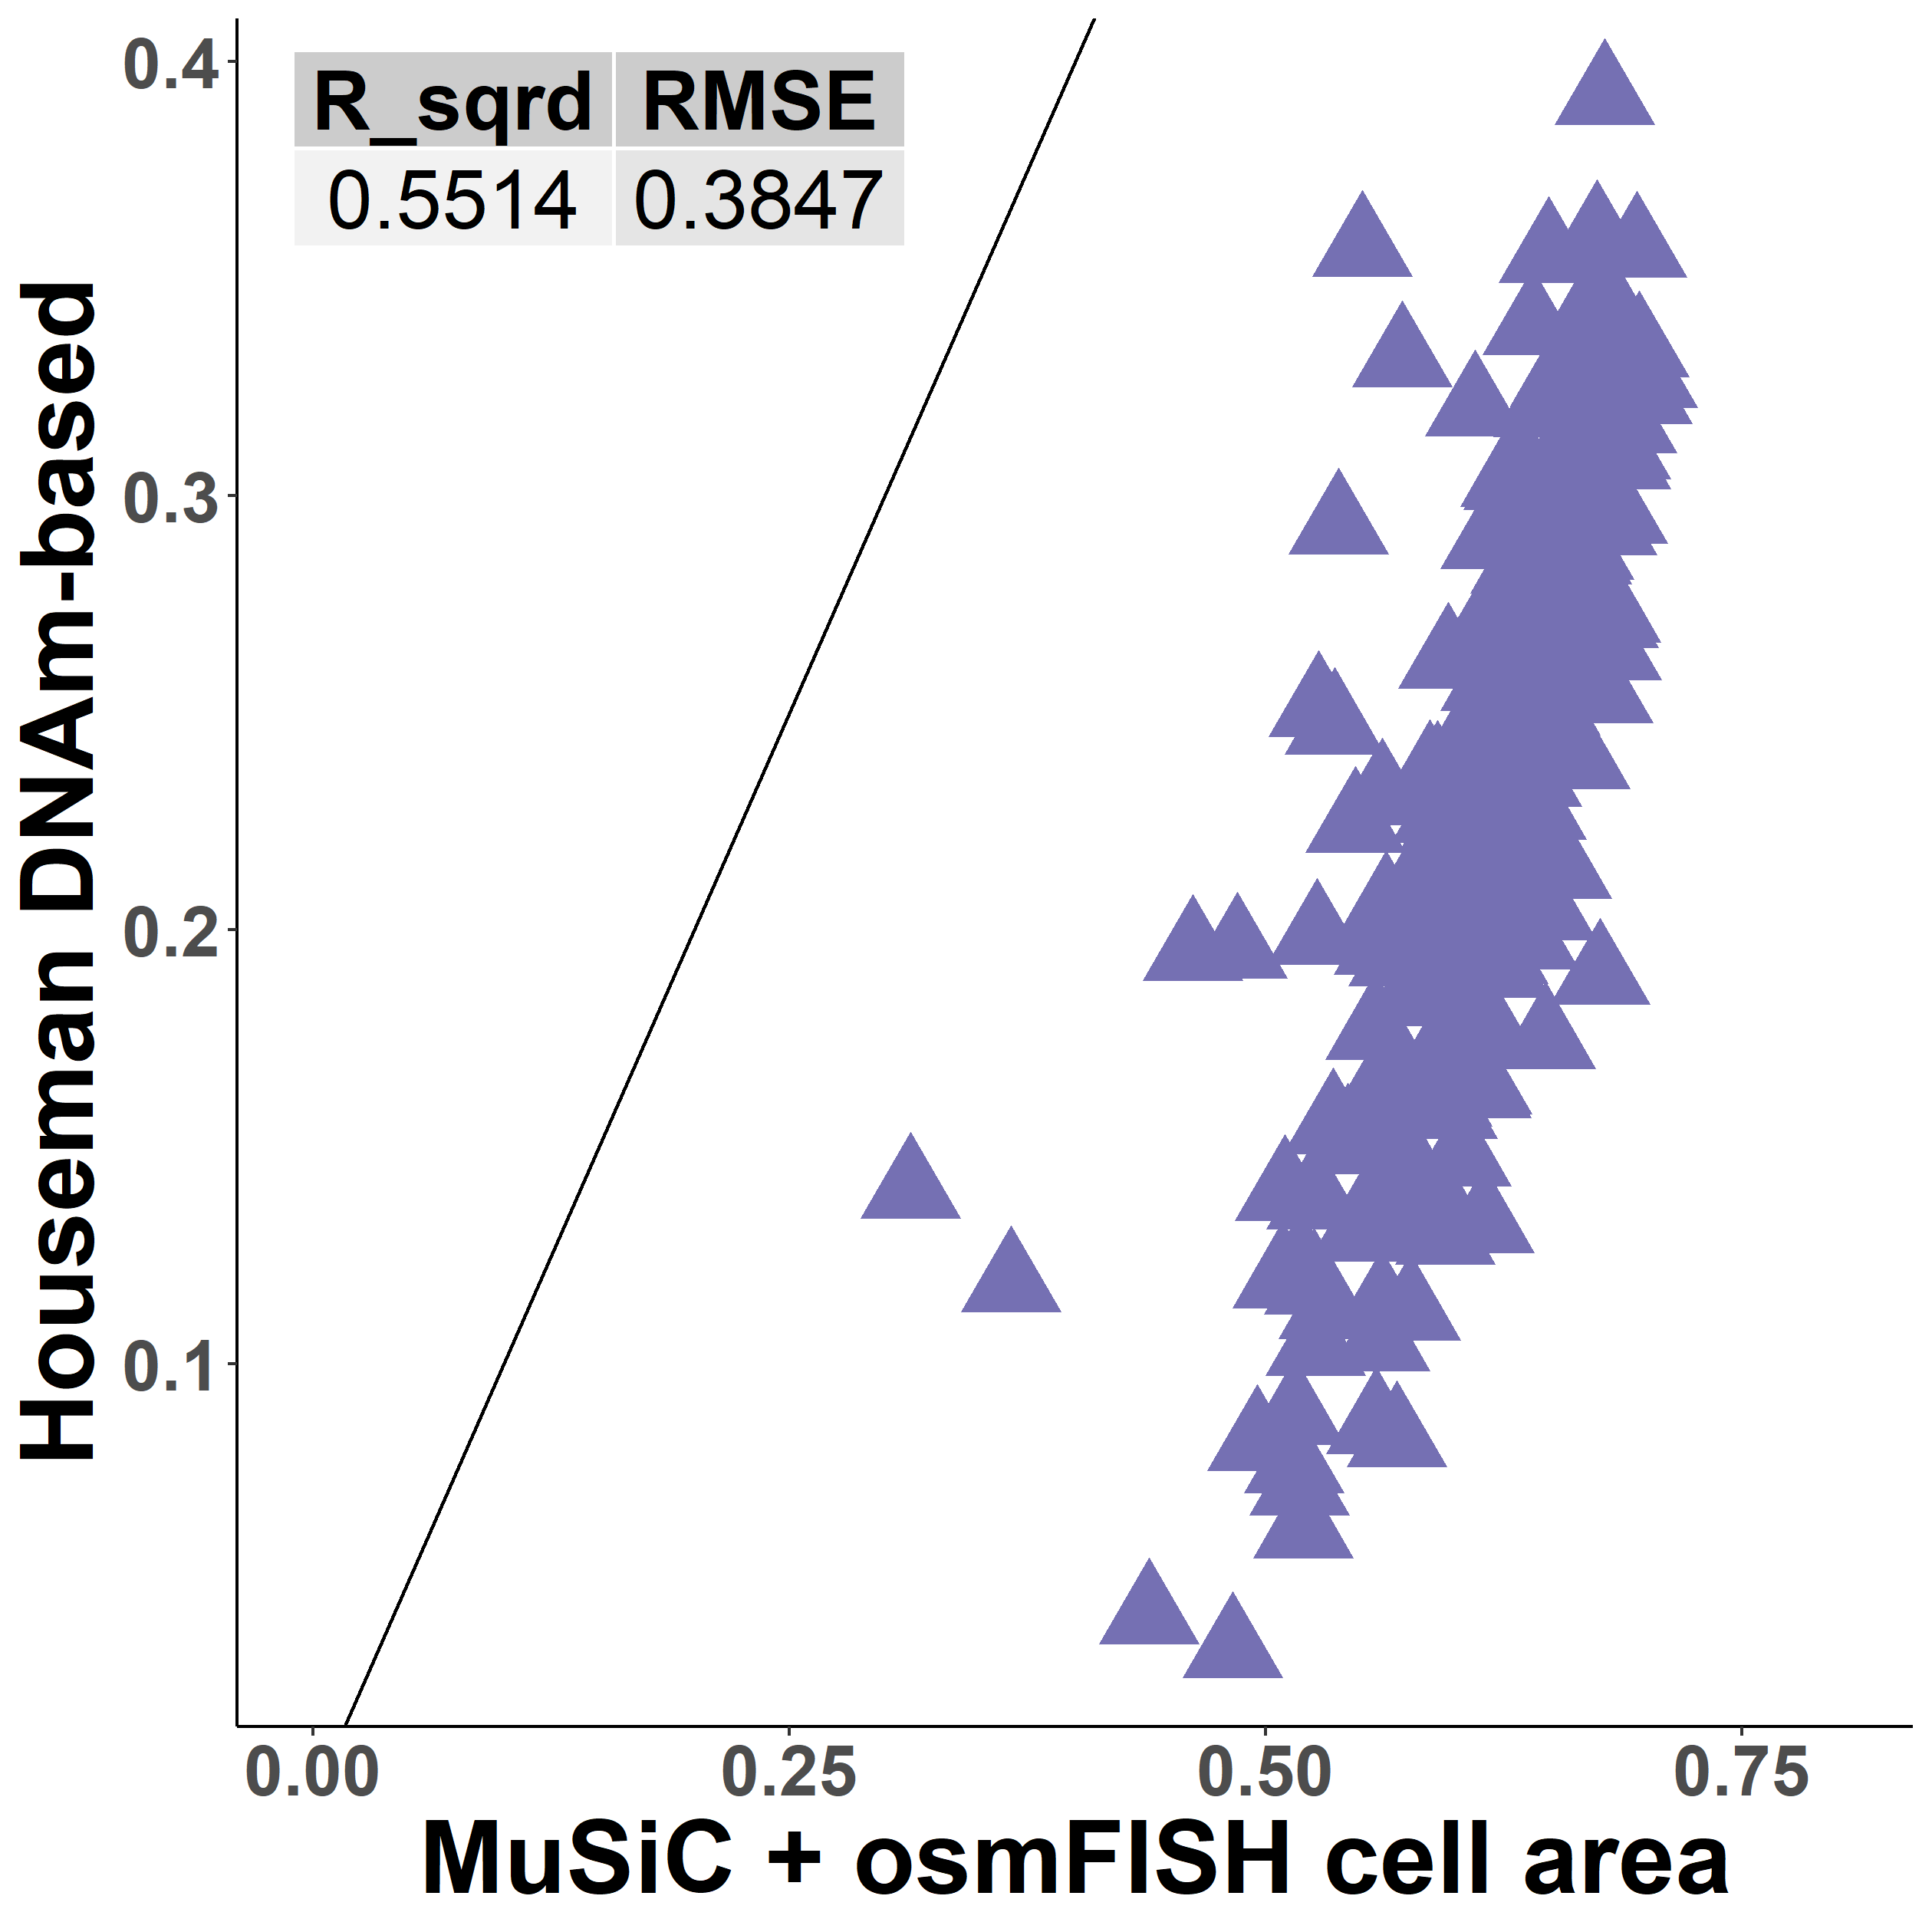 R_sqrd RMSE
0.5514 0.3847
Houseman DNAm-based
0.4
0.3
0.2
0.1
0.00 0.25 0.50 0.75
MuSiC + osmFISH cell area